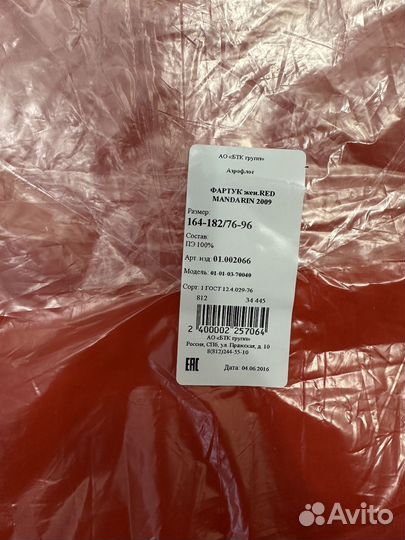 АО «БТК групп»
Аэрофлот
ФАРТУК жен.RED
MANDARIN 2009
Размер:
164-182/76-96
Состав:
ПЭ 100%
Арт. изд: 01.002066
Модель: 01-01-03-70040
Сорт: 1 ГОСТ 12.4.029-76
812 34 445
2 400002 257064
АО «БТК групп»
Россия, СПб, ул. Пражская, д. 10
8(812)244-55-10
Дата: 04.06.2016
Avito